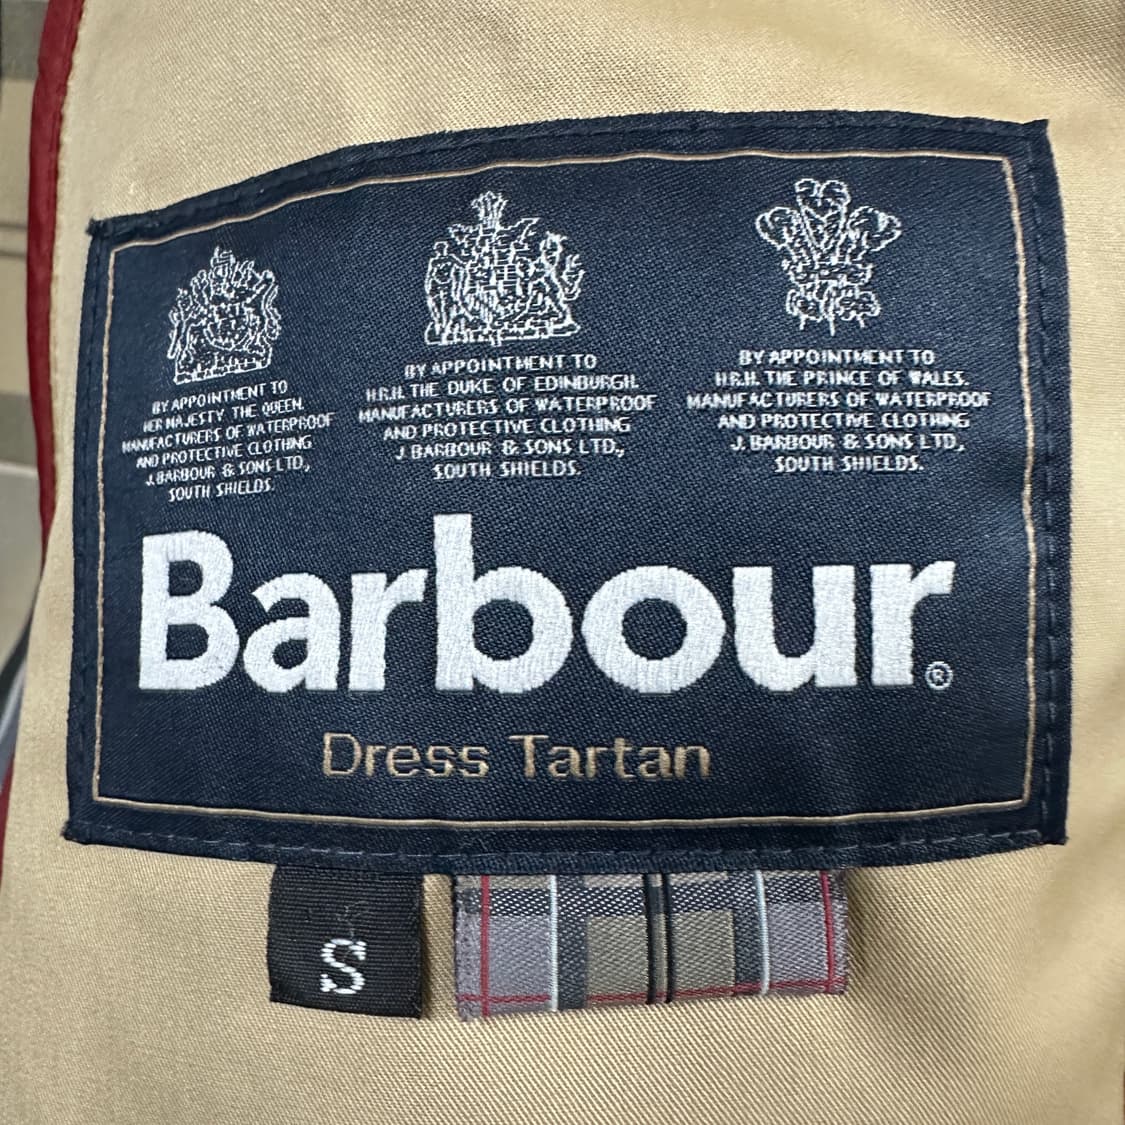 BY APPOINTMENT TO
HER MAJESTY THE QUEEN.
MANUFACTURERS OF WATERPROOF
AND PROTECTIVE CLOTHING
J. BARBOUR & SONS LTD.,
SOUTH SHIELDS.
BY APPOINTMENT TO
H.R.H. THE DUKE OF EDINBURGH.
MANUFACTURERS OF WATERPROOF
AND PROTECTIVE CLOTHING
J. BARBOUR & SONS LTD.,
SOUTH SHIELDS.
BY APPOINTMENT TO
H.R.H. THE PRINCE OF WALES.
MANUFACTURERS OF WATERPROOF
AND PROTECTIVE CLOTHING
J. BARBOUR & SONS LTD.,
SOUTH SHIELDS.
Barbour®
Dress Tartan
S